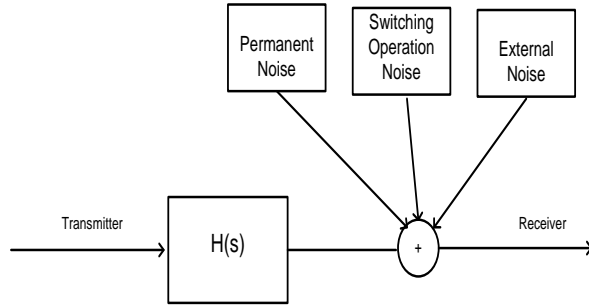 Permanent
Noise
Switching
Operation
Noise
External
Noise
Transmitter
H(s)
+
Receiver